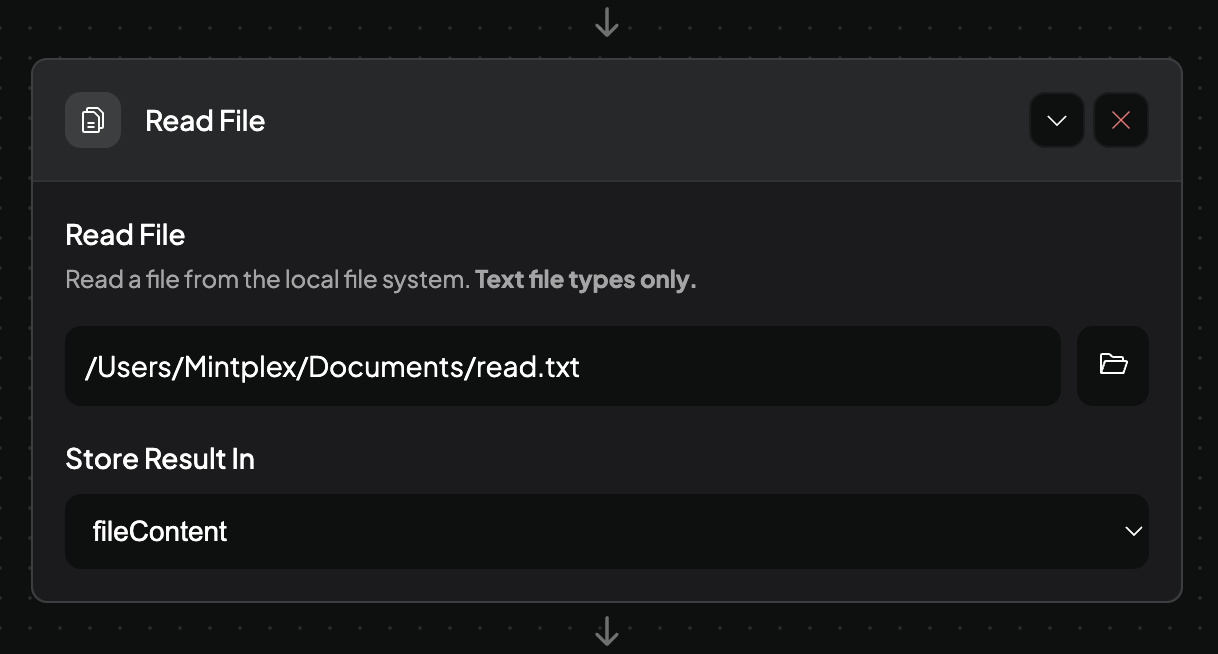 Read File
Read File
Read a file from the local file system. Text file types only.
/Users/Mintplex/Documents/read.txt
Store Result In
fileContent